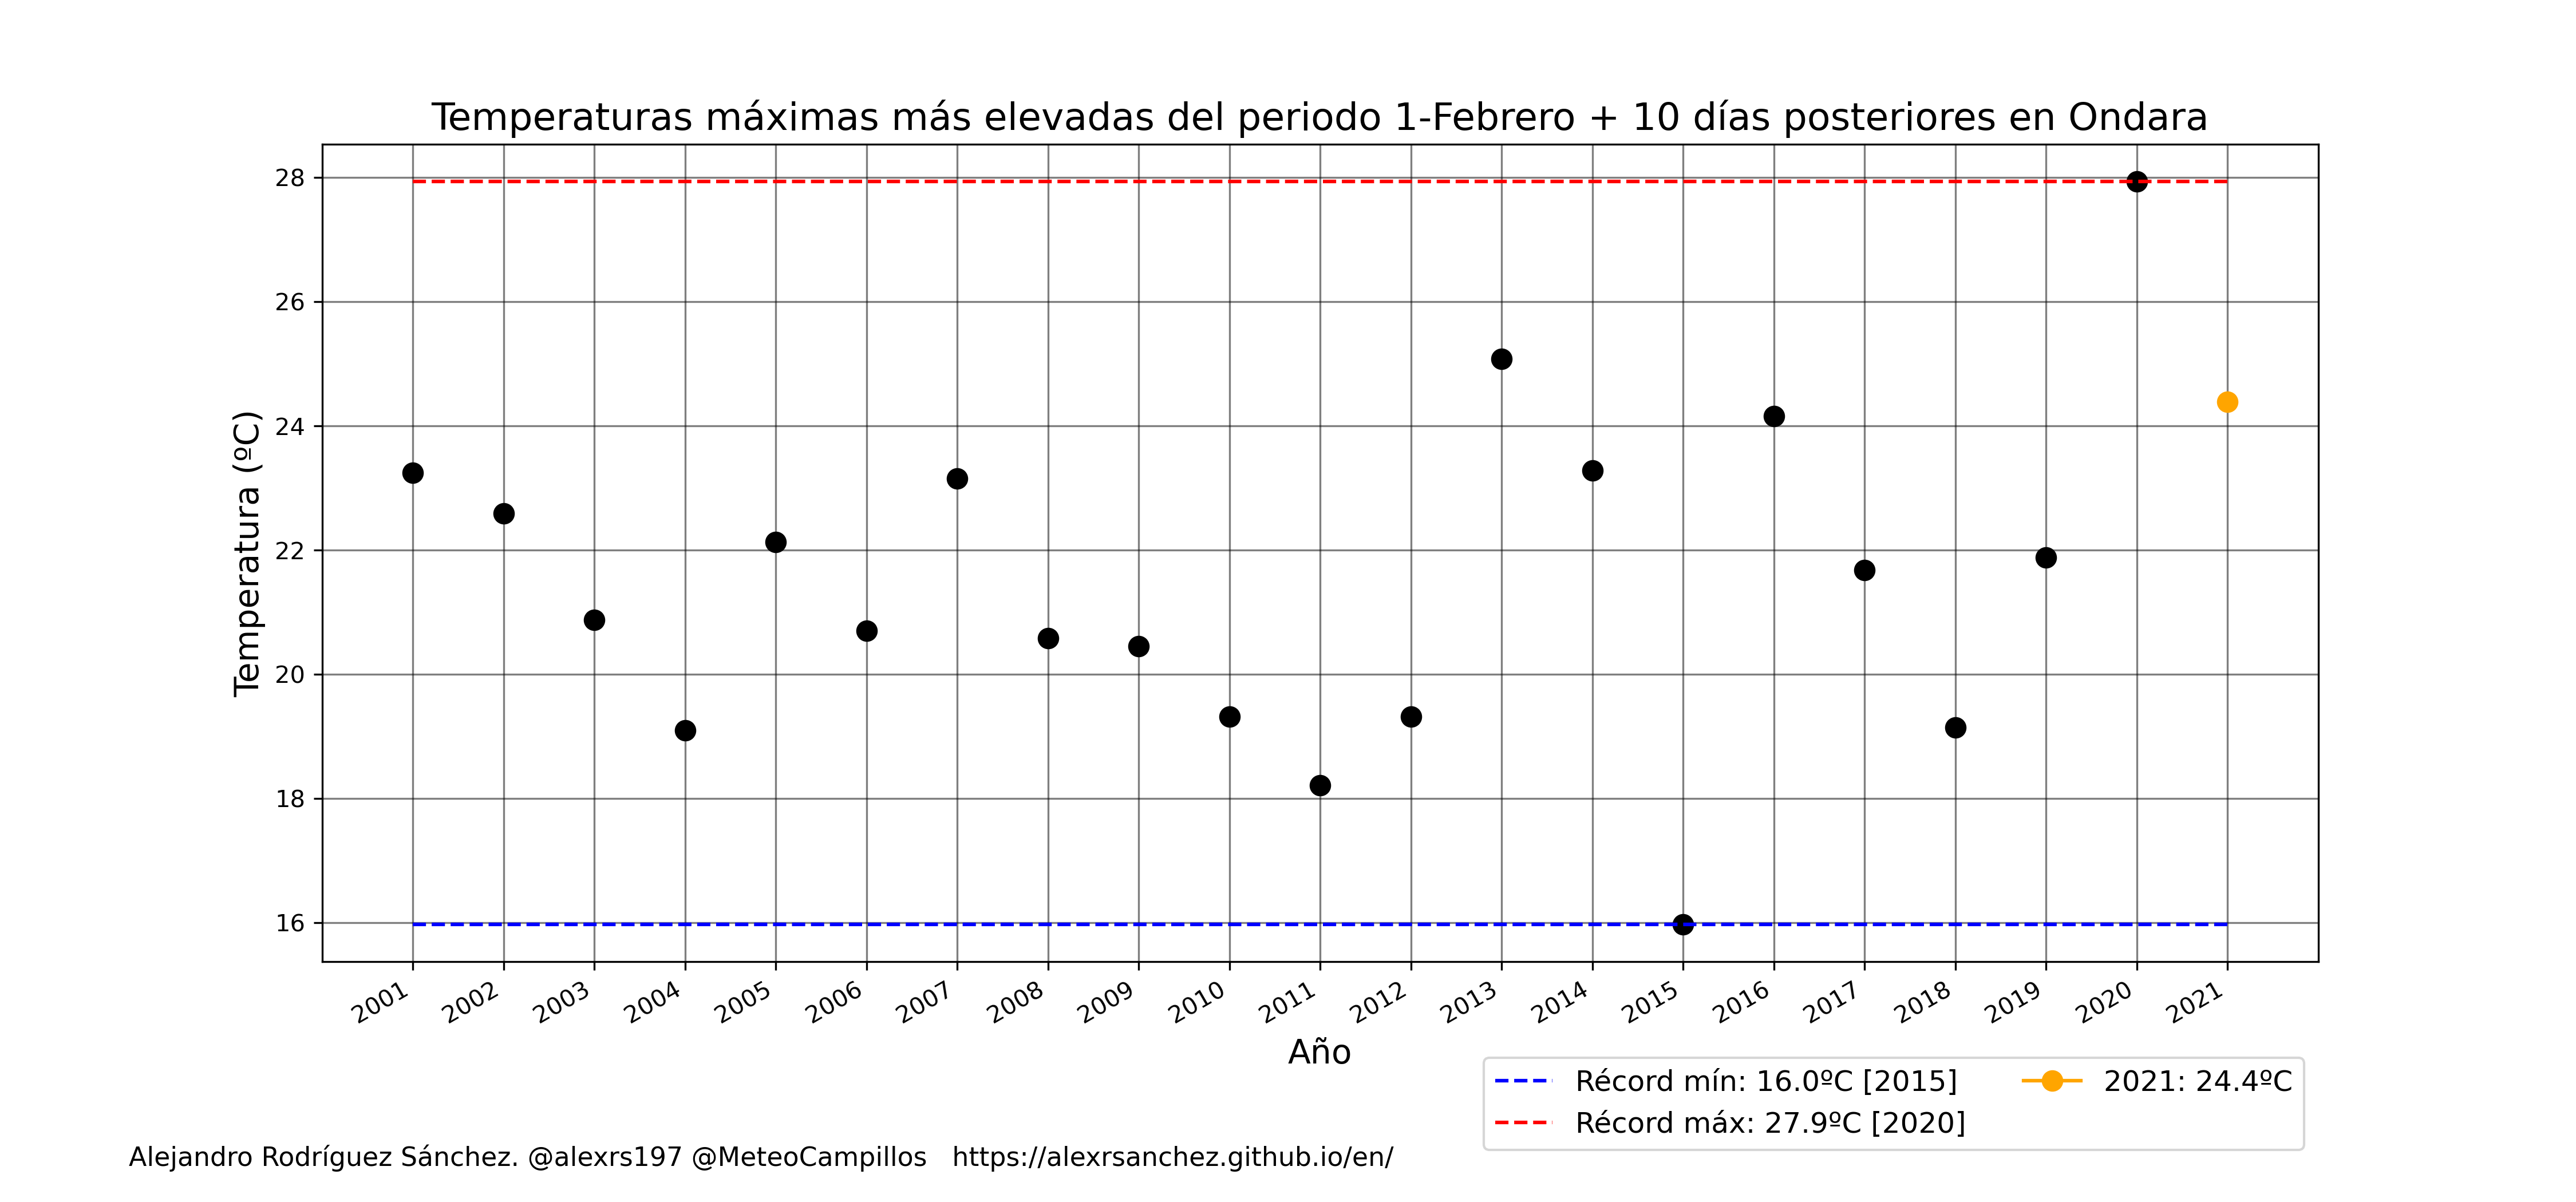 Temperaturas máximas más elevadas del periodo 1-Febrero + 10 días posteriores en Ondara
Temperatura (ºC)
28
26
24
22
20
18
16
2001 2002 2003 2004 2005 2006 2007 2008 2009 2010 2011 2012 2013 2014 2015 2016 2017 2018 2019 2020 2021
Año
Récord mín: 16.0ºC [2015]
Récord máx: 27.9ºC [2020]
2021: 24.4ºC
Alejandro Rodríguez Sánchez. @alexrs197 @MeteoCampillos https://alexrsanchez.github.io/en/